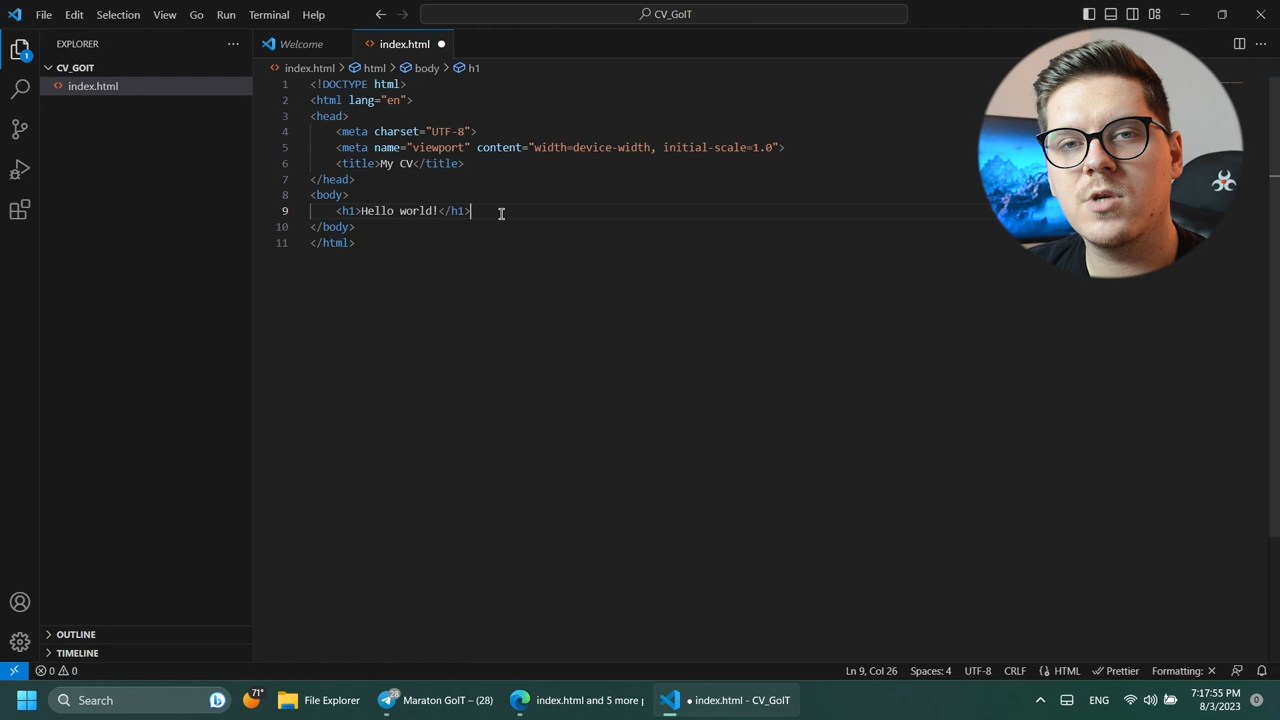 File Edit Selection View Go Run Terminal Help
CV_GoIT
EXPLORER
Welcome
index.html
index.html > html > body > h1
CV_GOIT
index.html
1 <!DOCTYPE html>
2 <html lang="en">
3 <head>
4 <meta charset="UTF-8">
5 <meta name="viewport" content="width=device-width, initial-scale=1.0">
6 <title>My CV</title>
7 </head>
8 <body>
9 <h1>Hello world!</h1>
10 </body>
11 </html>
1
OUTLINE
TIMELINE
0 0
Ln 9, Col 26 Spaces: 4 UTF-8 CRLF HTML Prettier Formatting:
Search
71°
File Explorer
28
Maraton GoIT – (28)
index.html and 5 more
● index.html - CV_GoIT
ENG
7:17:55 PM
8/3/2023
0